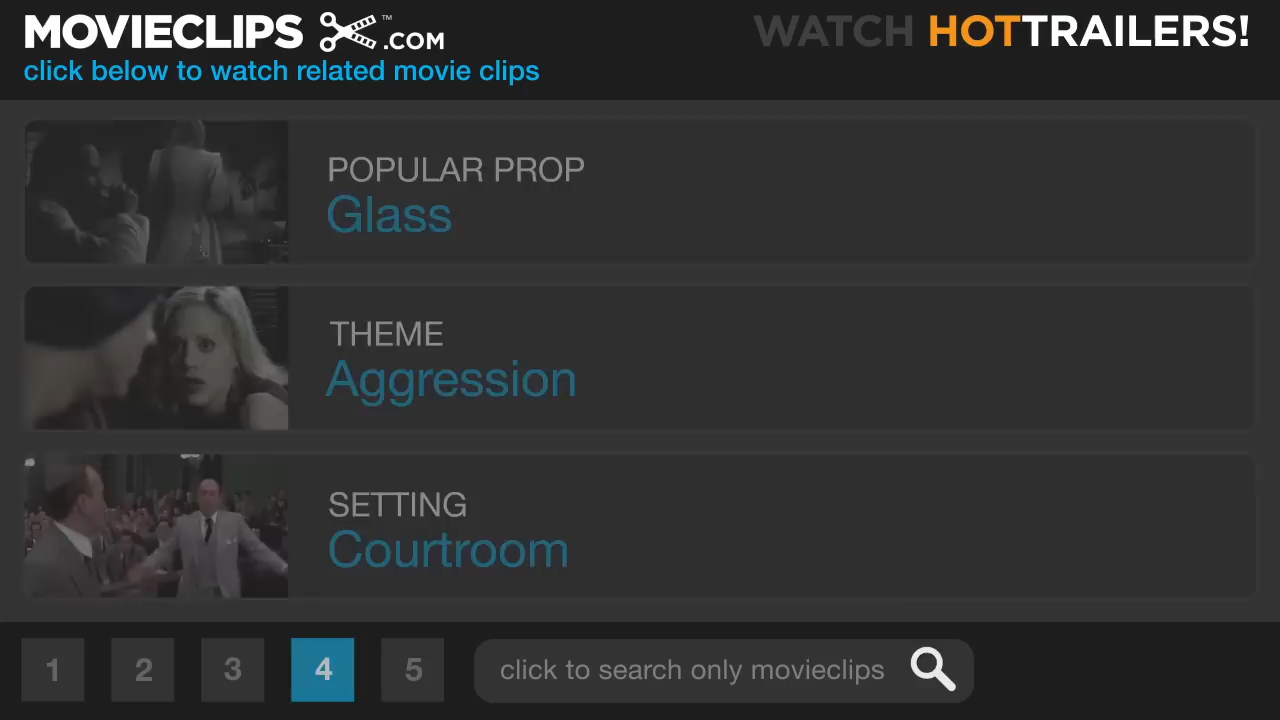 MOVIECLIPS ™ .COM
WATCH HOTTRAILERS!
click below to watch related movie clips
POPULAR PROP
Glass
THEME
Aggression
SETTING
Courtroom
1 2 3 4 5 click to search only movieclips